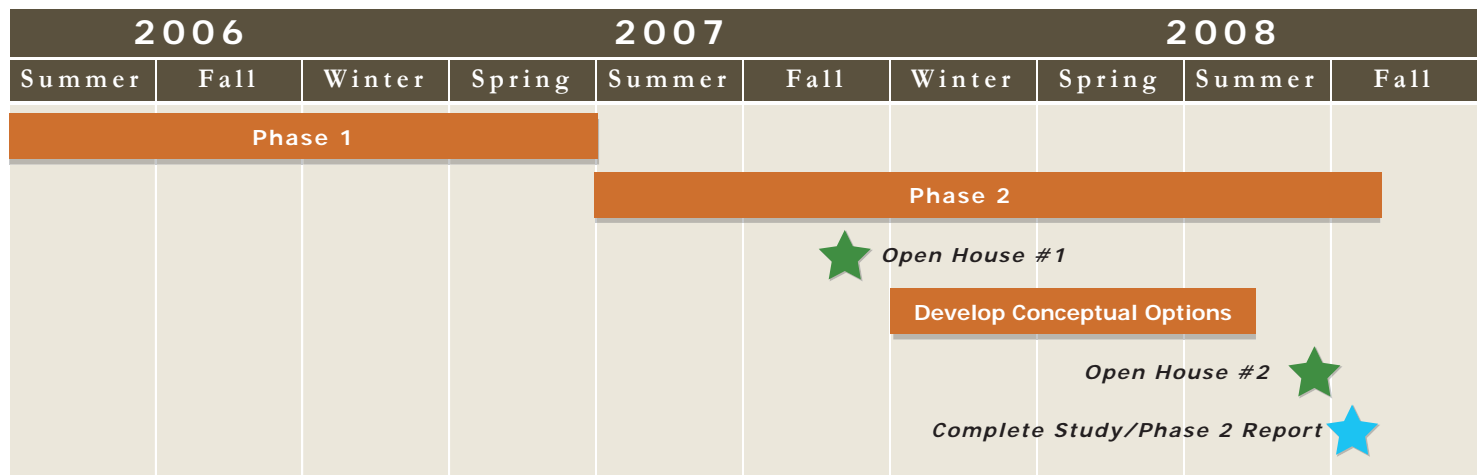 2006 2007 2008
Summer Fall Winter Spring Summer Fall Winter Spring Summer Fall
Phase 1
Phase 2
Open House #1
Develop Conceptual Options
Open House #2
Complete Study/Phase 2 Report